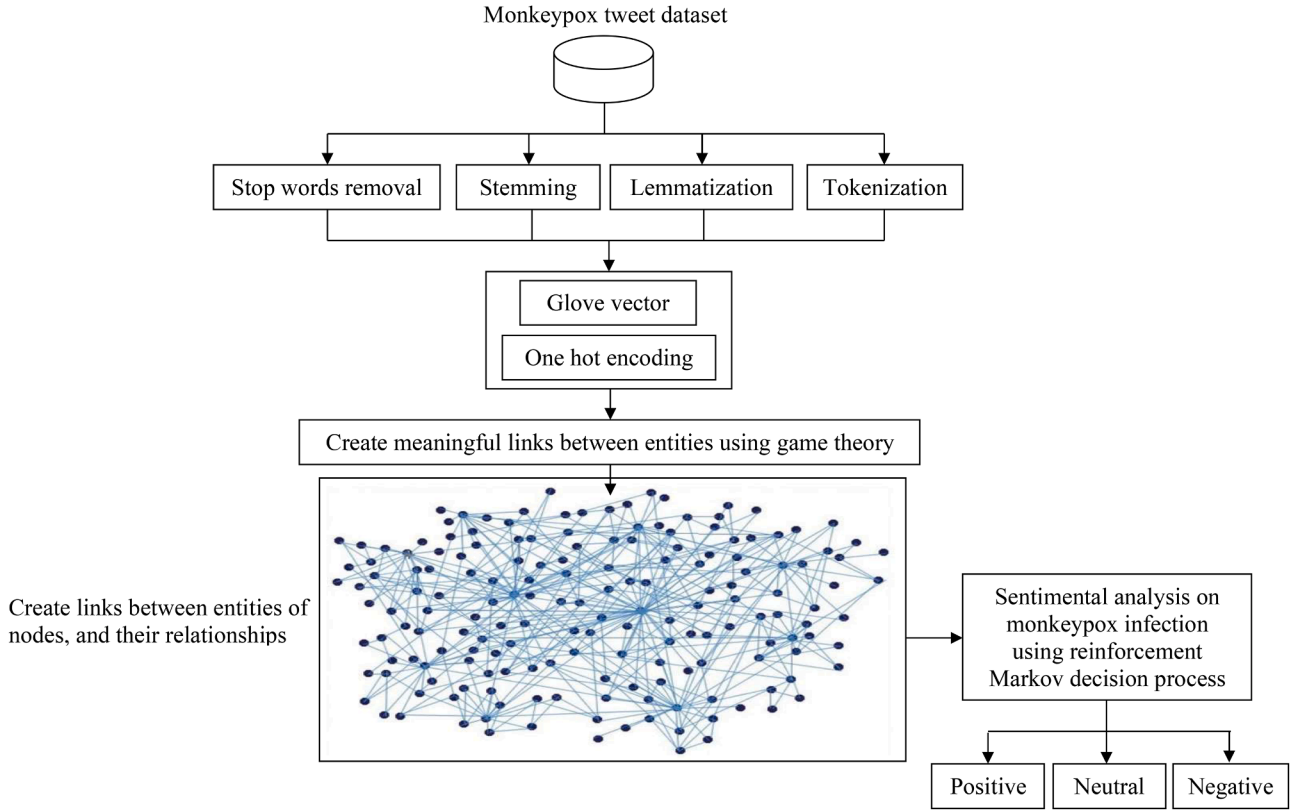 Monkeypox tweet dataset
Stop words removal
Stemming
Lemmatization
Tokenization
Glove vector
One hot encoding
Create meaningful links between entities using game theory
Create links between entities of
nodes, and their relationships
Sentimental analysis on
monkeypox infection
using reinforcement
Markov decision process
Positive
Neutral
Negative